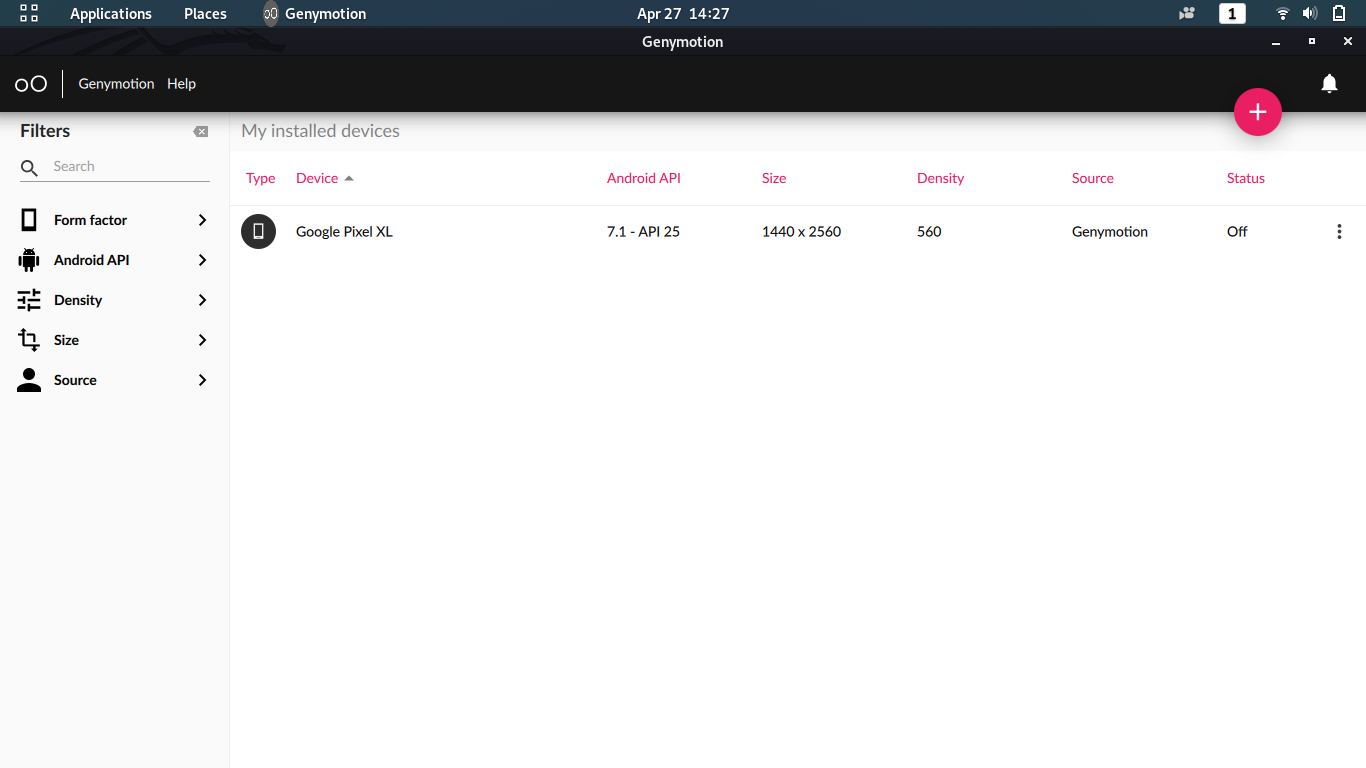 Applications Places oO Genymotion Apr 27 14:27 1
Genymotion
oO Genymotion Help
Filters My installed devices
Search
Type Device Android API Size Density Source Status
Form factor
Google Pixel XL 7.1 - API 25 1440 x 2560 560 Genymotion Off
Android API
Density
Size
Source